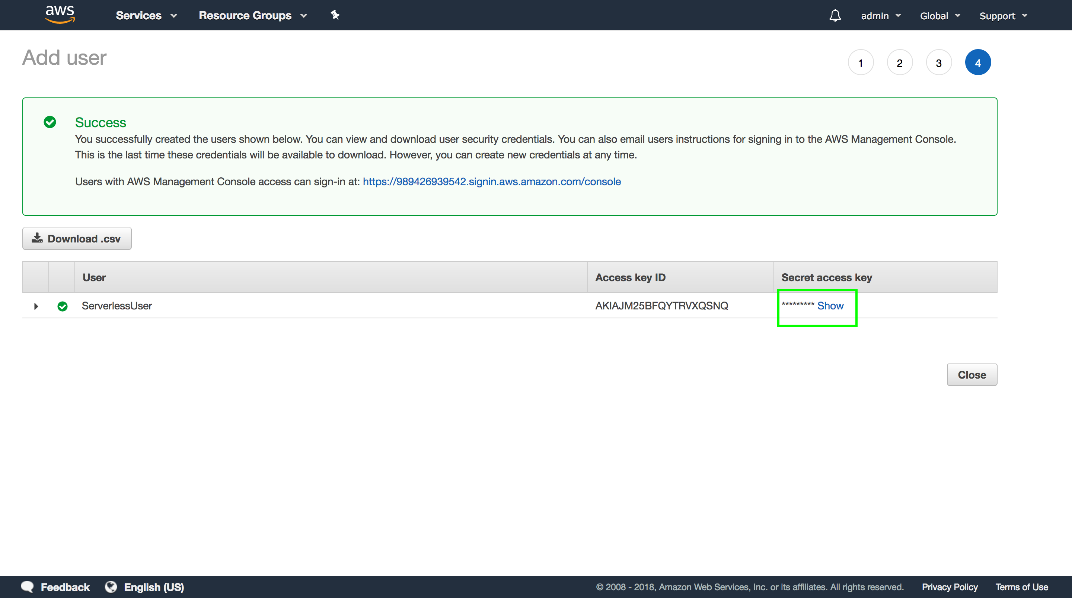 aws Services Resource Groups admin Global Support
Add user
1 2 3 4
Success
You successfully created the users shown below. You can view and download user security credentials. You can also email users instructions for signing in to the AWS Management Console.
This is the last time these credentials will be available to download. However, you can create new credentials at any time.
Users with AWS Management Console access can sign-in at: https://989426939542.signin.aws.amazon.com/console
Download .csv
User Access key ID Secret access key
ServerlessUser AKIAJM25BFQYTRVXQSNQ ********* Show
Close
Feedback English (US) © 2008 - 2018, Amazon Web Services, Inc. or its affiliates. All rights reserved. Privacy Policy Terms of Use